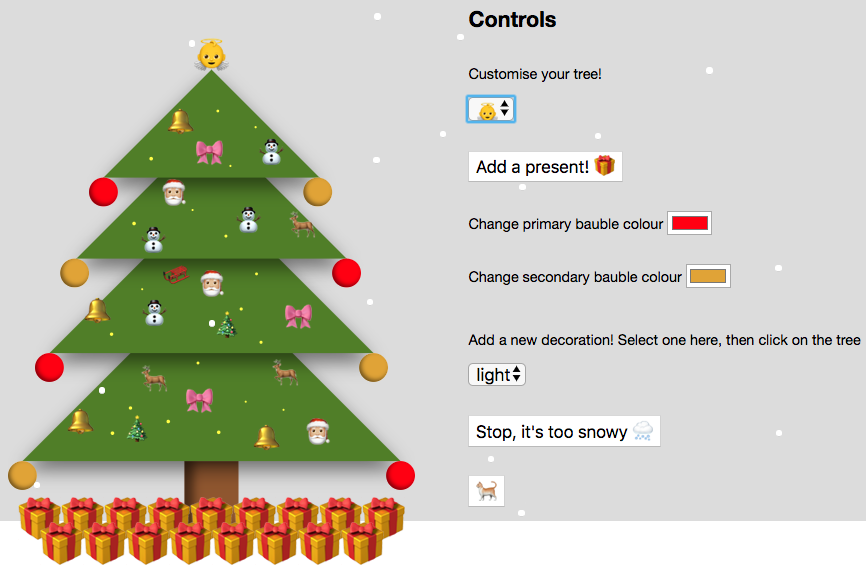 Controls
Customise your tree!
Add a present!
Change primary bauble colour
Change secondary bauble colour
Add a new decoration! Select one here, then click on the tree
light
Stop, it's too snowy